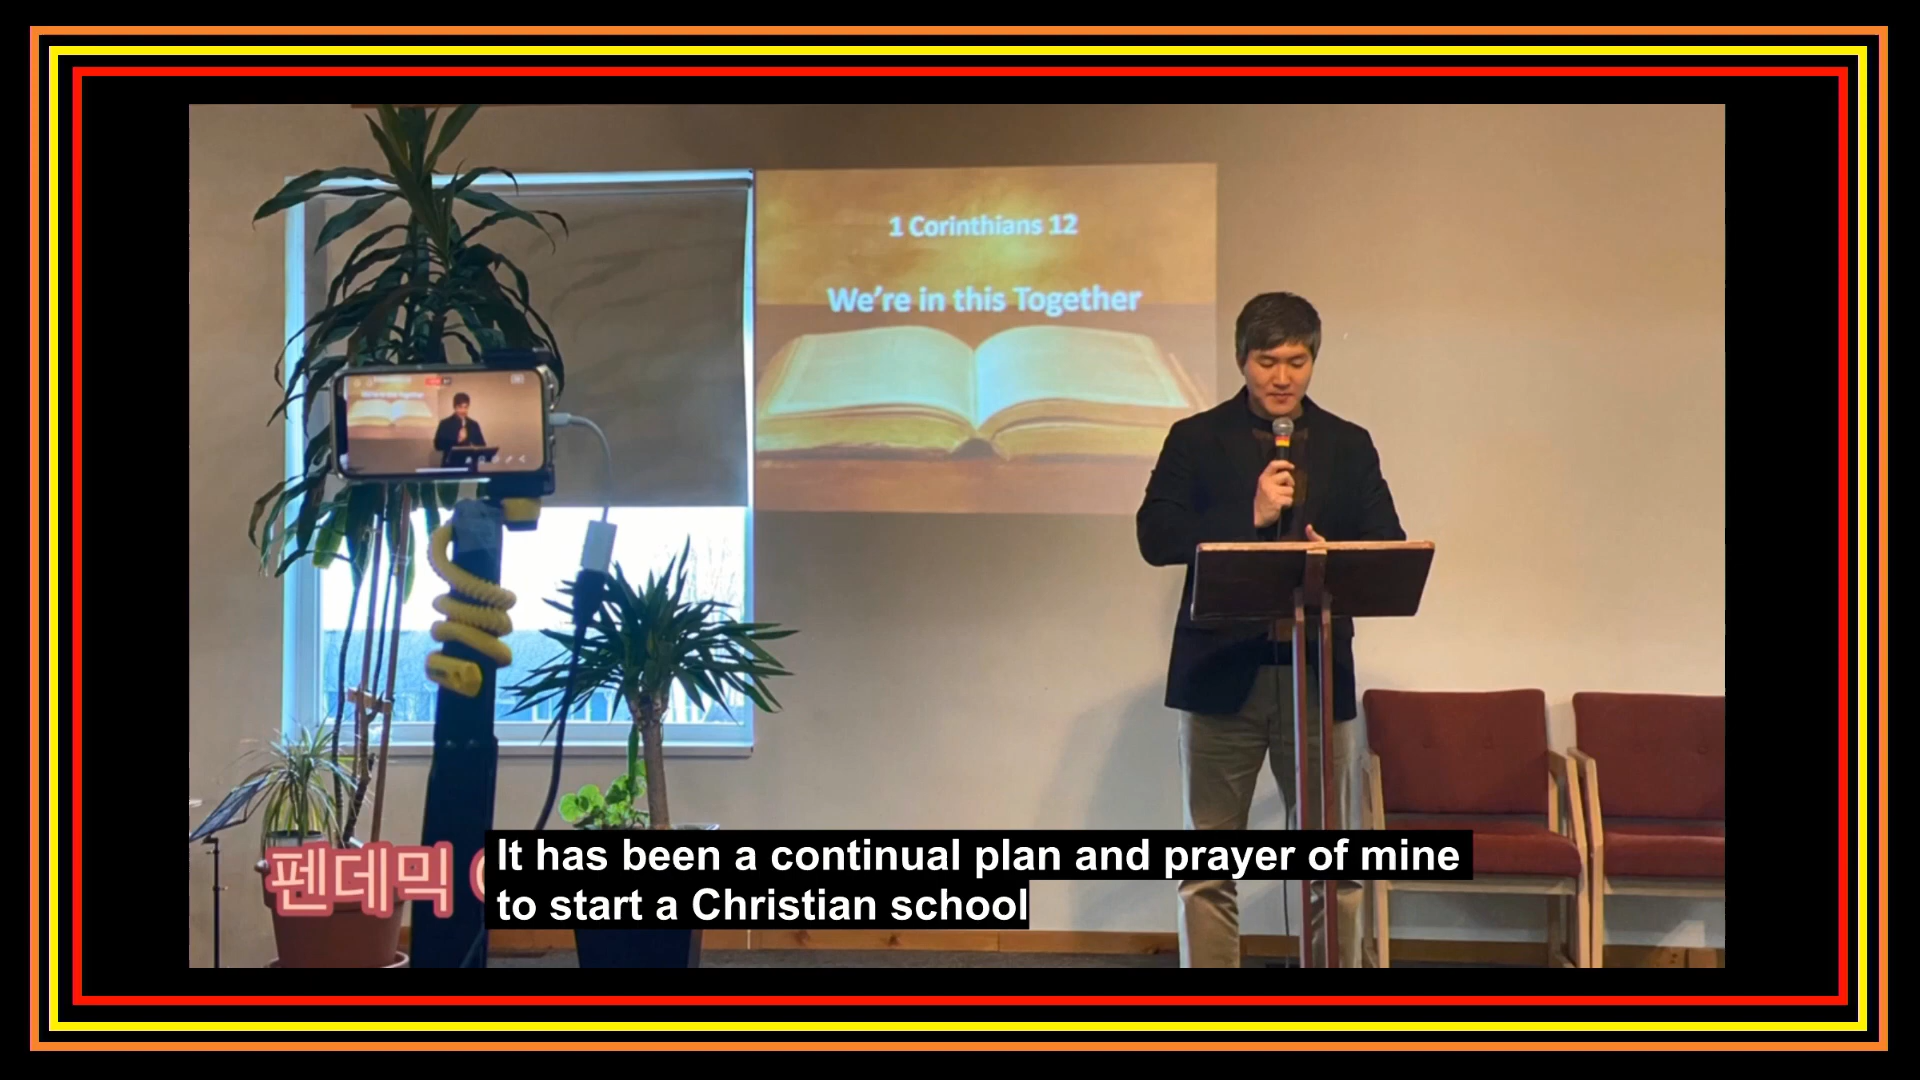 1 Corinthians 12
We're in this Together
펜데믹
It has been a continual plan and prayer of mine
to start a Christian school